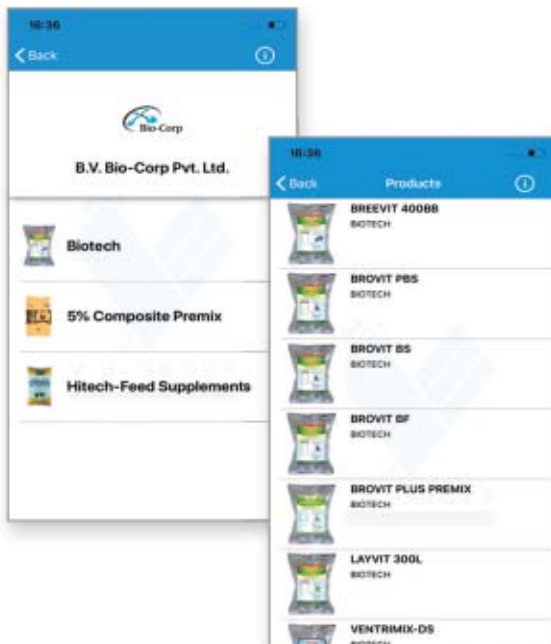 16:36
Back
Bio-Corp
B.V. Bio-Corp Pvt. Ltd.
Biotech
5% Composite Premix
Hitech-Feed Supplements
16:36
Back
Products
BREEVIT 400BB
BIOTECH
BROVIT PBS
BIOTECH
BROVIT BS
BIOTECH
BROVIT BF
BIOTECH
BROVIT PLUS PREMIX
BIOTECH
LAYVIT 300L
BIOTECH
VENTRIMIX-DS
BIOTECH